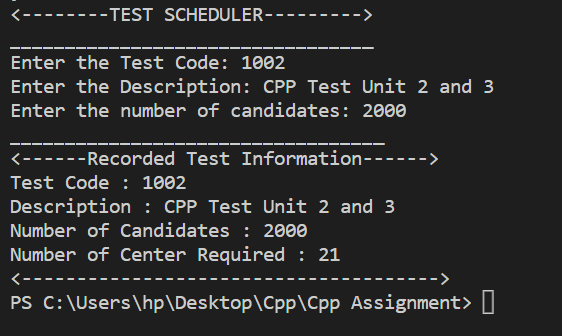 <--------TEST SCHEDULER--------->
_________________________________
Enter the Test Code: 1002
Enter the Description: CPP Test Unit 2 and 3
Enter the number of candidates: 2000
__________________________________
<------Recorded Test Information------>
Test Code : 1002
Description : CPP Test Unit 2 and 3
Number of Candidates : 2000
Number of Center Required : 21
<-------------------------------------->
PS C:\Users\hp\Desktop\Cpp\Cpp Assignment>